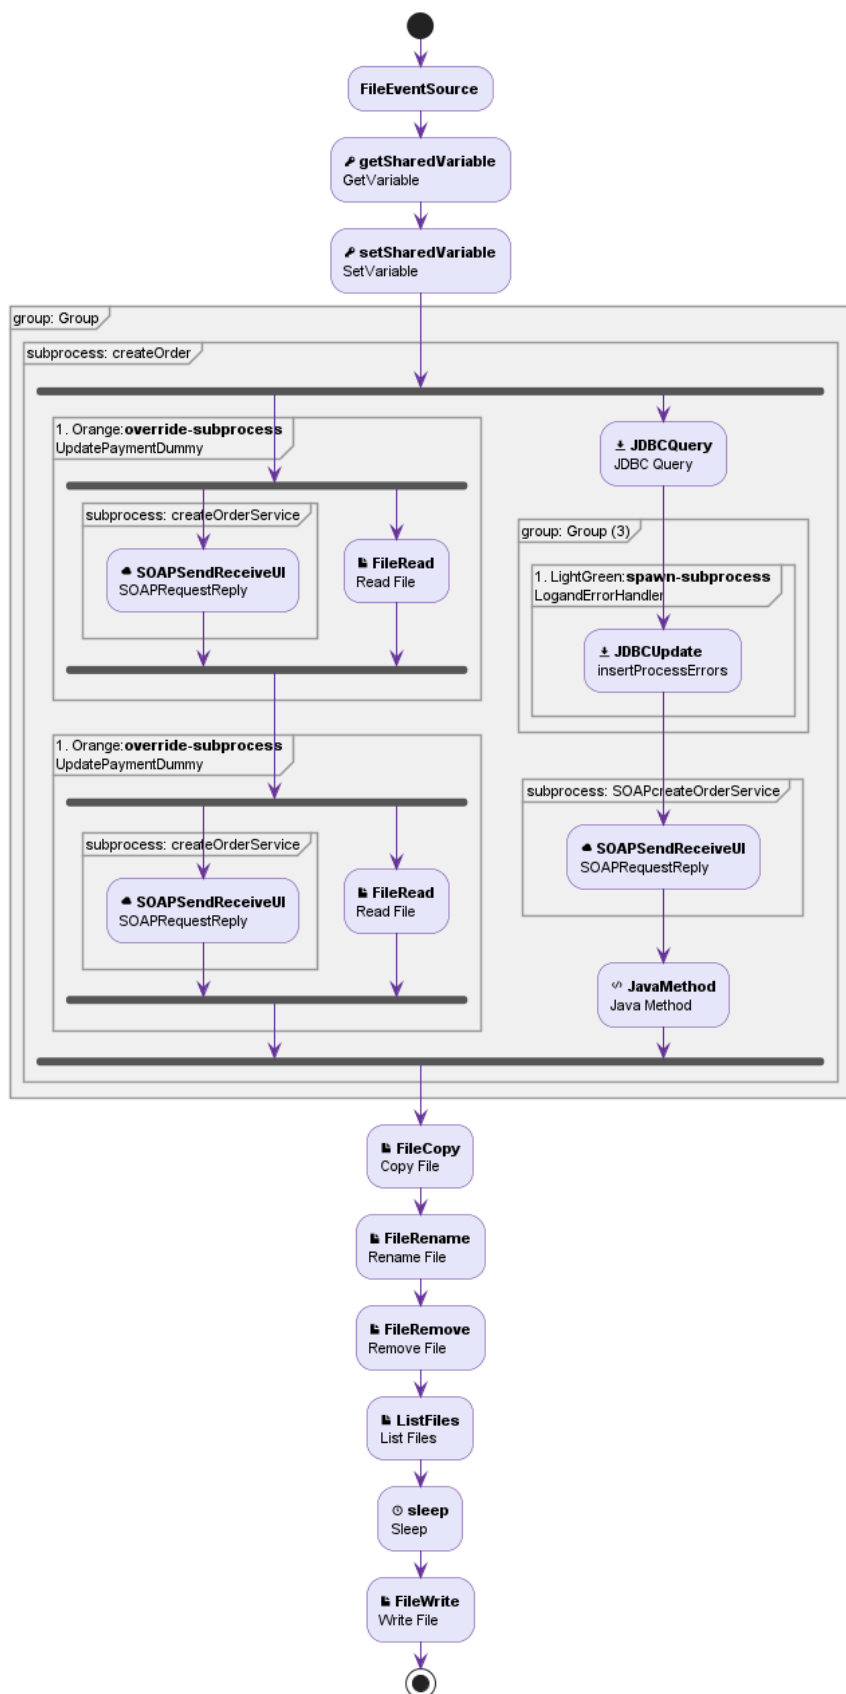 FileEventSource
getSharedVariable
GetVariable
setSharedVariable
SetVariable
group: Group
subprocess: createOrder
1. Orange:override-subprocess
UpdatePaymentDummy
subprocess: createOrderService
SOAPSendReceiveUI
SOAPRequestReply
FileRead
Read File
1. Orange:override-subprocess
UpdatePaymentDummy
subprocess: createOrderService
SOAPSendReceiveUI
SOAPRequestReply
FileRead
Read File
JDBCQuery
JDBC Query
group: Group (3)
1. LightGreen:spawn-subprocess
LogandErrorHandler
JDBCUpdate
insertProcessErrors
subprocess: SOAPcreateOrderService
SOAPSendReceiveUI
SOAPRequestReply
JavaMethod
Java Method
FileCopy
Copy File
FileRename
Rename File
FileRemove
Remove File
ListFiles
List Files
sleep
Sleep
FileWrite
Write File